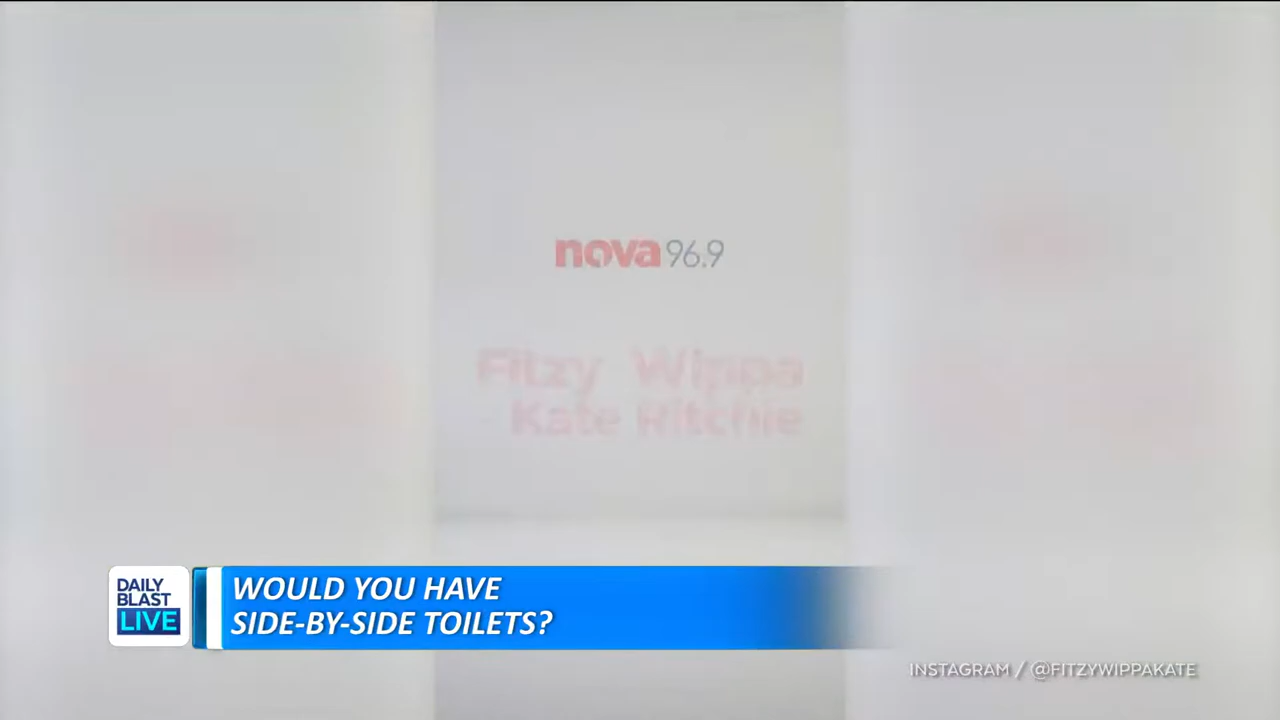 nova 96.9
Fitzy Wippa
Kate Ritchie
DAILY
BLAST
LIVE
WOULD YOU HAVE
SIDE-BY-SIDE TOILETS?
INSTAGRAM / @FITZYWIPPAKATE